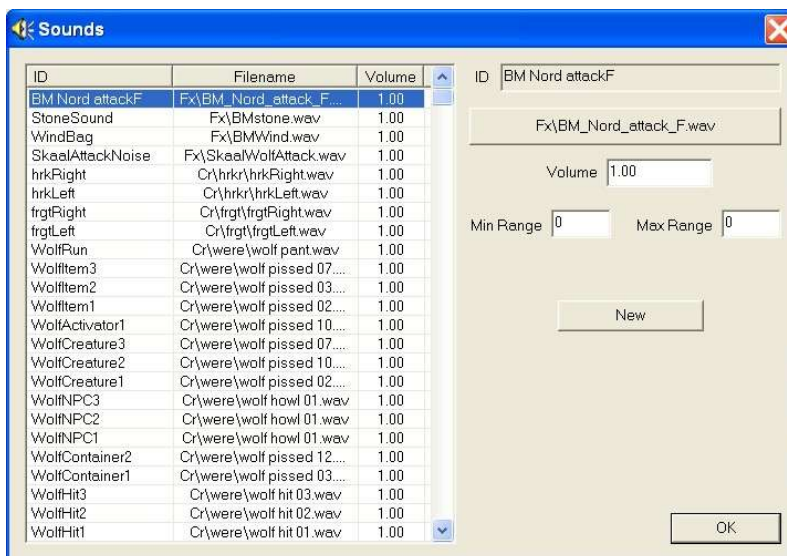 Sounds
ID Filename Volume
BM Nord attackF Fx\BM_Nord_attack_F.... 1.00
StoneSound Fx\BMstone.wav 1.00
WindBag Fx\BMWind.wav 1.00
SkaalAttackNoise Fx\SkaalWolfAttack.wav 1.00
hrkRight Cr\hrkr\hrkRight.wav 1.00
hrkLeft Cr\hrkr\hrkLeft.wav 1.00
frgtRight Cr\frgt\frgtRight.wav 1.00
frgtLeft Cr\frgt\frgtLeft.wav 1.00
WolfRun Cr\were\wolf pant.wav 1.00
WolfItem3 Cr\were\wolf pissed 07.... 1.00
WolfItem2 Cr\were\wolf pissed 03.... 1.00
WolfItem1 Cr\were\wolf pissed 02.... 1.00
WolfActivator1 Cr\were\wolf pissed 10.... 1.00
WolfCreature3 Cr\were\wolf pissed 07.... 1.00
WolfCreature2 Cr\were\wolf pissed 10.... 1.00
WolfCreature1 Cr\were\wolf pissed 02.... 1.00
WolfNPC3 Cr\were\wolf howl 01.wav 1.00
WolfNPC2 Cr\were\wolf howl 01.wav 1.00
WolfNPC1 Cr\were\wolf howl 01.wav 1.00
WolfContainer2 Cr\were\wolf pissed 12.... 1.00
WolfContainer1 Cr\were\wolf pissed 03.... 1.00
WolfHit3 Cr\were\wolf hit 03.wav 1.00
WolfHit2 Cr\were\wolf hit 02.wav 1.00
WolfHit1 Cr\were\wolf hit 01.wav 1.00
ID BM Nord attackF
Fx\BM_Nord_attack_F.wav
Volume 1.00
Min Range 0 Max Range 0
New
OK